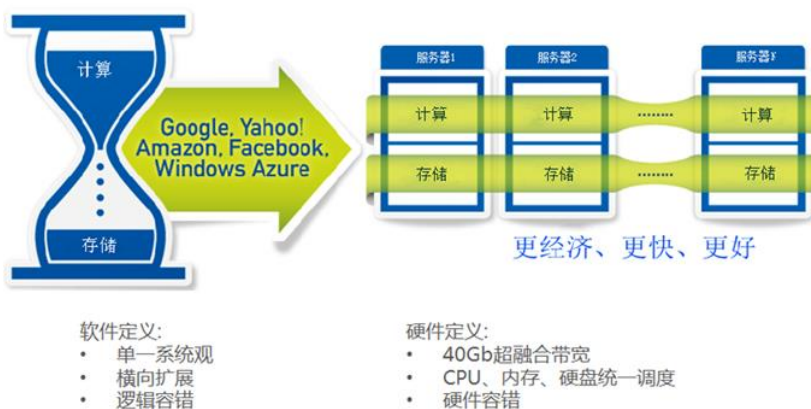 计算
存储
Google, Yahoo!
Amazon, Facebook,
Windows Azure
服务器1
服务器2
服务器Y
计算
计算
........
计算
存储
存储
........
存储
更经济、更快、更好
软件定义:
• 单一系统观
• 横向扩展
• 逻辑容错
硬件定义:
• 40Gb超融合带宽
• CPU、内存、硬盘统一调度
• 硬件容错